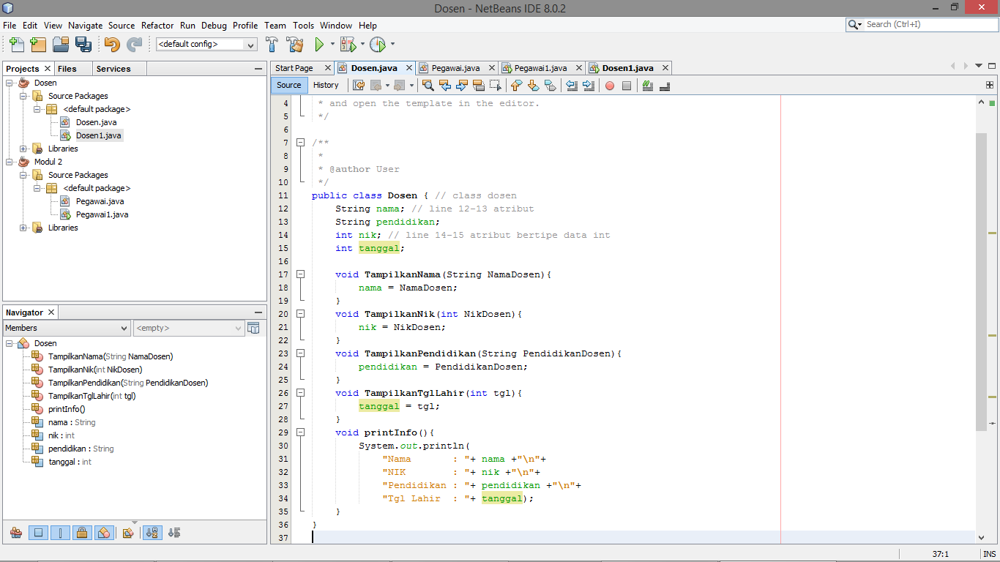 Dosen - NetBeans IDE 8.0.2
File Edit View Navigate Source Refactor Run Debug Profile Team Tools Window Help
Search (Ctrl+I)
<default config>
Projects Files Services
Dosen
Source Packages
<default package>
Dosen.java
Dosen1.java
Libraries
Modul 2
Source Packages
<default package>
Pegawai.java
Pegawai1.java
Libraries
Navigator
Members <empty>
Dosen
TampilkanNama(String NamaDosen)
TampilkanNik(int NikDosen)
TampilkanPendidikan(String PendidikanDosen)
TampilkanTglLahir(int tgl)
printInfo()
nama : String
nik : int
pendidikan : String
tanggal : int
Start Page Dosen.java Pegawai.java Pegawai1.java Dosen1.java
Source History
4 * and open the template in the editor.
5 */
6
7 /**
8 *
9 * @author User
10 */
11 public class Dosen { // class dosen
12 String nama; // line 12-13 atribut
13 String pendidikan;
14 int nik; // line 14-15 atribut bertipe data int
15 int tanggal;
16
17 void TampilkanNama(String NamaDosen){
18 nama = NamaDosen;
19 }
20 void TampilkanNik(int NikDosen){
21 nik = NikDosen;
22 }
23 void TampilkanPendidikan(String PendidikanDosen){
24 pendidikan = PendidikanDosen;
25 }
26 void TampilkanTglLahir(int tgl){
27 tanggal = tgl;
28 }
29 void printInfo(){
30 System.out.println(
31 "Nama       : "+ nama +"\n"+
32 "NIK        : "+ nik +"\n"+
33 "Pendidikan : "+ pendidikan +"\n"+
34 "Tgl Lahir  : "+ tanggal);
35 }
36 }
37
37:1 INS